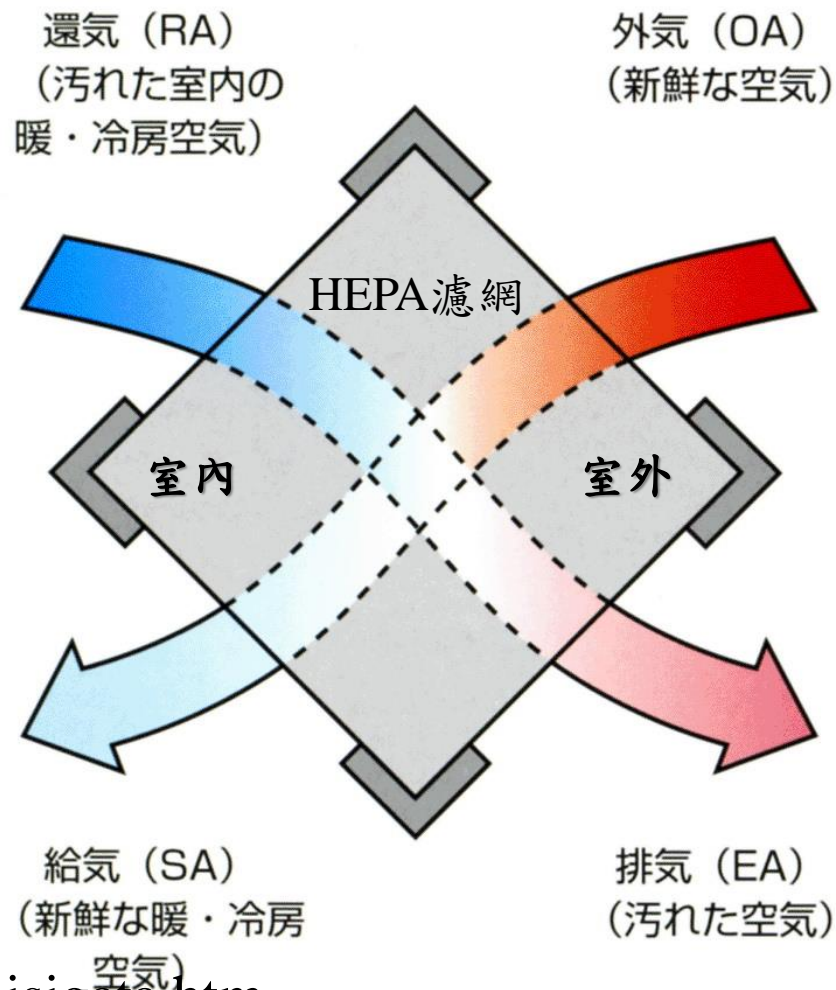 還気（RA）
（汚れた室内の
暖・冷房空気）
外気（OA）
（新鮮な空気）
HEPA濾網
室內
室外
給気（SA）
（新鮮な暖・冷房
空気）
排気（EA）
（汚れた空気）